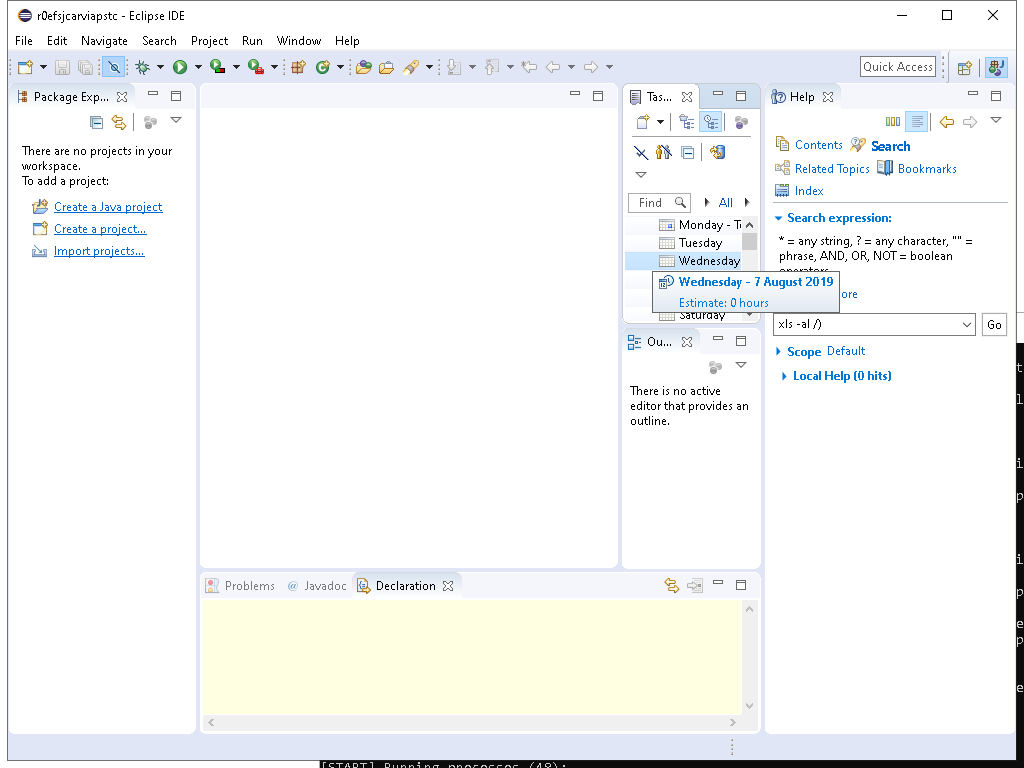 r0efsjcarviapstc - Eclipse IDE
File Edit Navigate Search Project Run Window Help
Quick Access
Package Exp...
There are no projects in your
workspace.
To add a project:
Create a Java project
Create a project...
Import projects...
Tas...
Find
All
Monday - T
Tuesday
Wednesday
Wednesday - 7 August 2019
Estimate: 0 hours
Saturday
Ou...
There is no active
editor that provides an
outline.
Help
Contents Search
Related Topics Bookmarks
Index
Search expression:
* = any string, ? = any character, "" =
phrase, AND, OR, NOT = boolean
operators
ore
xls -al /) Go
Scope Default
Local Help (0 hits)
Problems @ Javadoc Declaration
[START] Running processes (48):